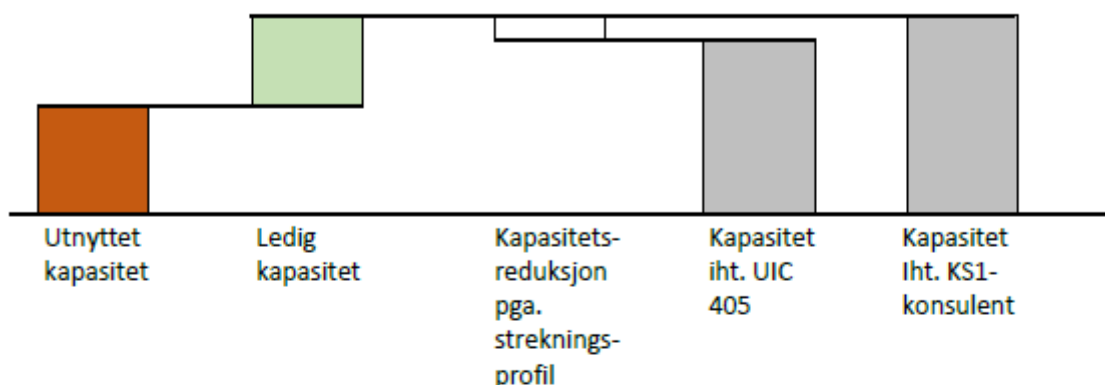 Utnyttet
kapasitet
Ledig
kapasitet
Kapasitets-
reduksjon
pga.
streknings-
profil
Kapasitet
iht. UIC
405
Kapasitet
Iht. KS1-
konsulent